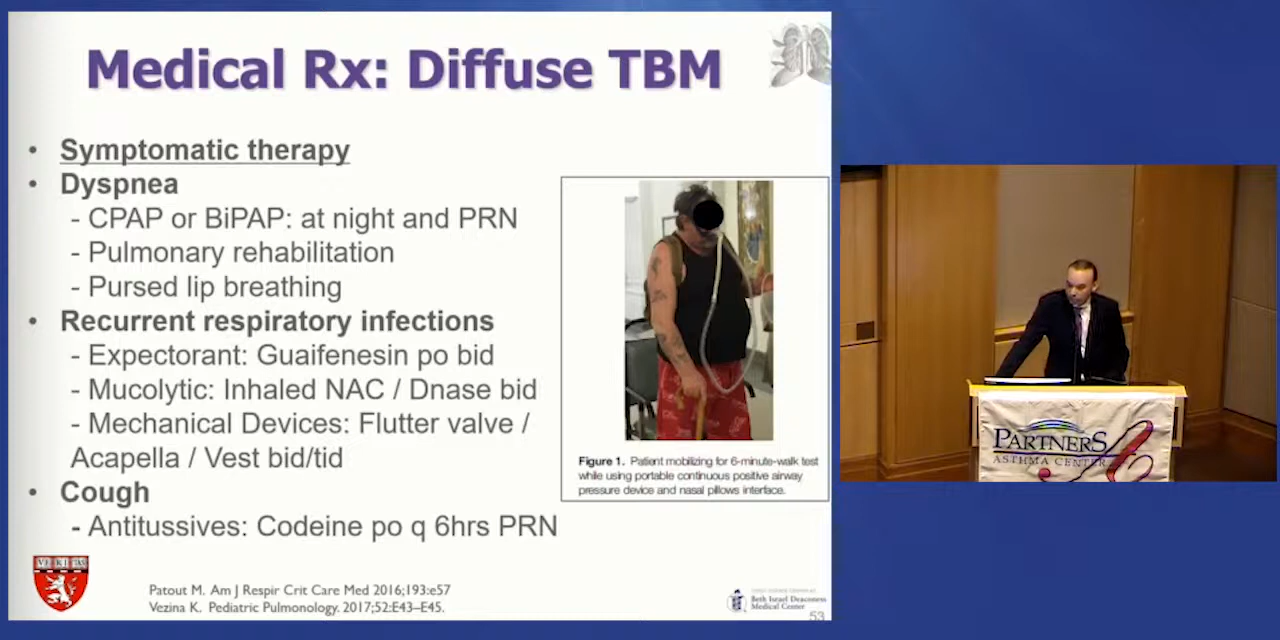 Medical Rx: Diffuse TBM
• Symptomatic therapy
• Dyspnea
- CPAP or BiPAP: at night and PRN
- Pulmonary rehabilitation
- Pursed lip breathing
• Recurrent respiratory infections
- Expectorant: Guaifenesin po bid
- Mucolytic: Inhaled NAC / Dnase bid
- Mechanical Devices: Flutter valve /
Acapella / Vest bid/tid
• Cough
- Antitussives: Codeine po q 6hrs PRN
Figure 1. Patient mobilizing for 6-minute-walk test
while using portable continuous positive airway
pressure device and nasal pillows interface.
VE RI TAS
Patout M. Am J Respir Crit Care Med 2016;193:e57
Vezina K. Pediatric Pulmonology. 2017;52:E43–E45.
Beth Israel Deaconess
Medical Center
53
PARTNERS
ASTHMA CENTER